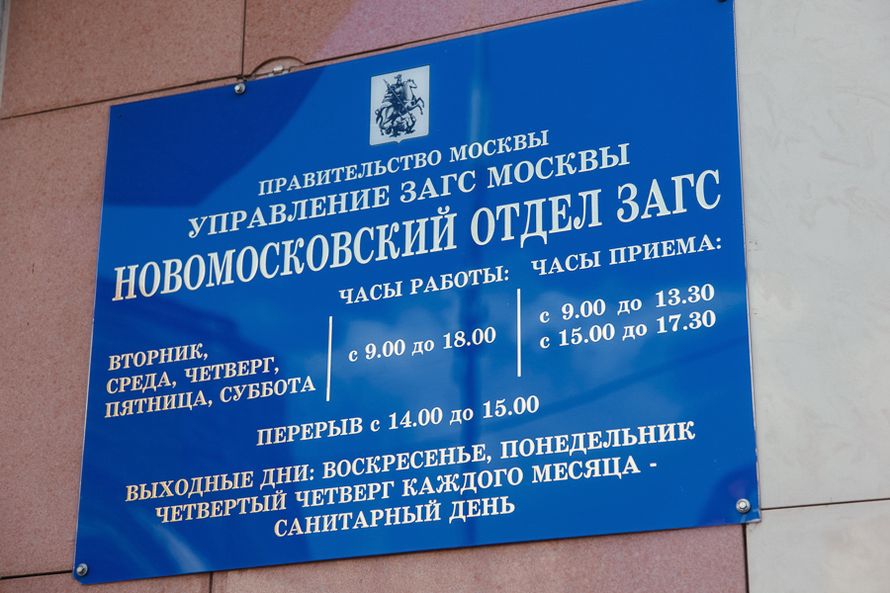 ПРАВИТЕЛЬСТВО МОСКВЫ
УПРАВЛЕНИЕ ЗАГС МОСКВЫ
НОВОМОСКОВСКИЙ ОТДЕЛ ЗАГС
ЧАСЫ РАБОТЫ: ЧАСЫ ПРИЕМА:
ВТОРНИК,
СРЕДА, ЧЕТВЕРГ,
ПЯТНИЦА, СУББОТА
с 9.00 до 18.00
с 9.00 до 13.30
с 15.00 до 17.30
ПЕРЕРЫВ с 14.00 до 15.00
ВЫХОДНЫЕ ДНИ: ВОСКРЕСЕНЬЕ, ПОНЕДЕЛЬНИК
ЧЕТВЕРТЫЙ ЧЕТВЕРГ КАЖДОГО МЕСЯЦА -
САНИТАРНЫЙ ДЕНЬ